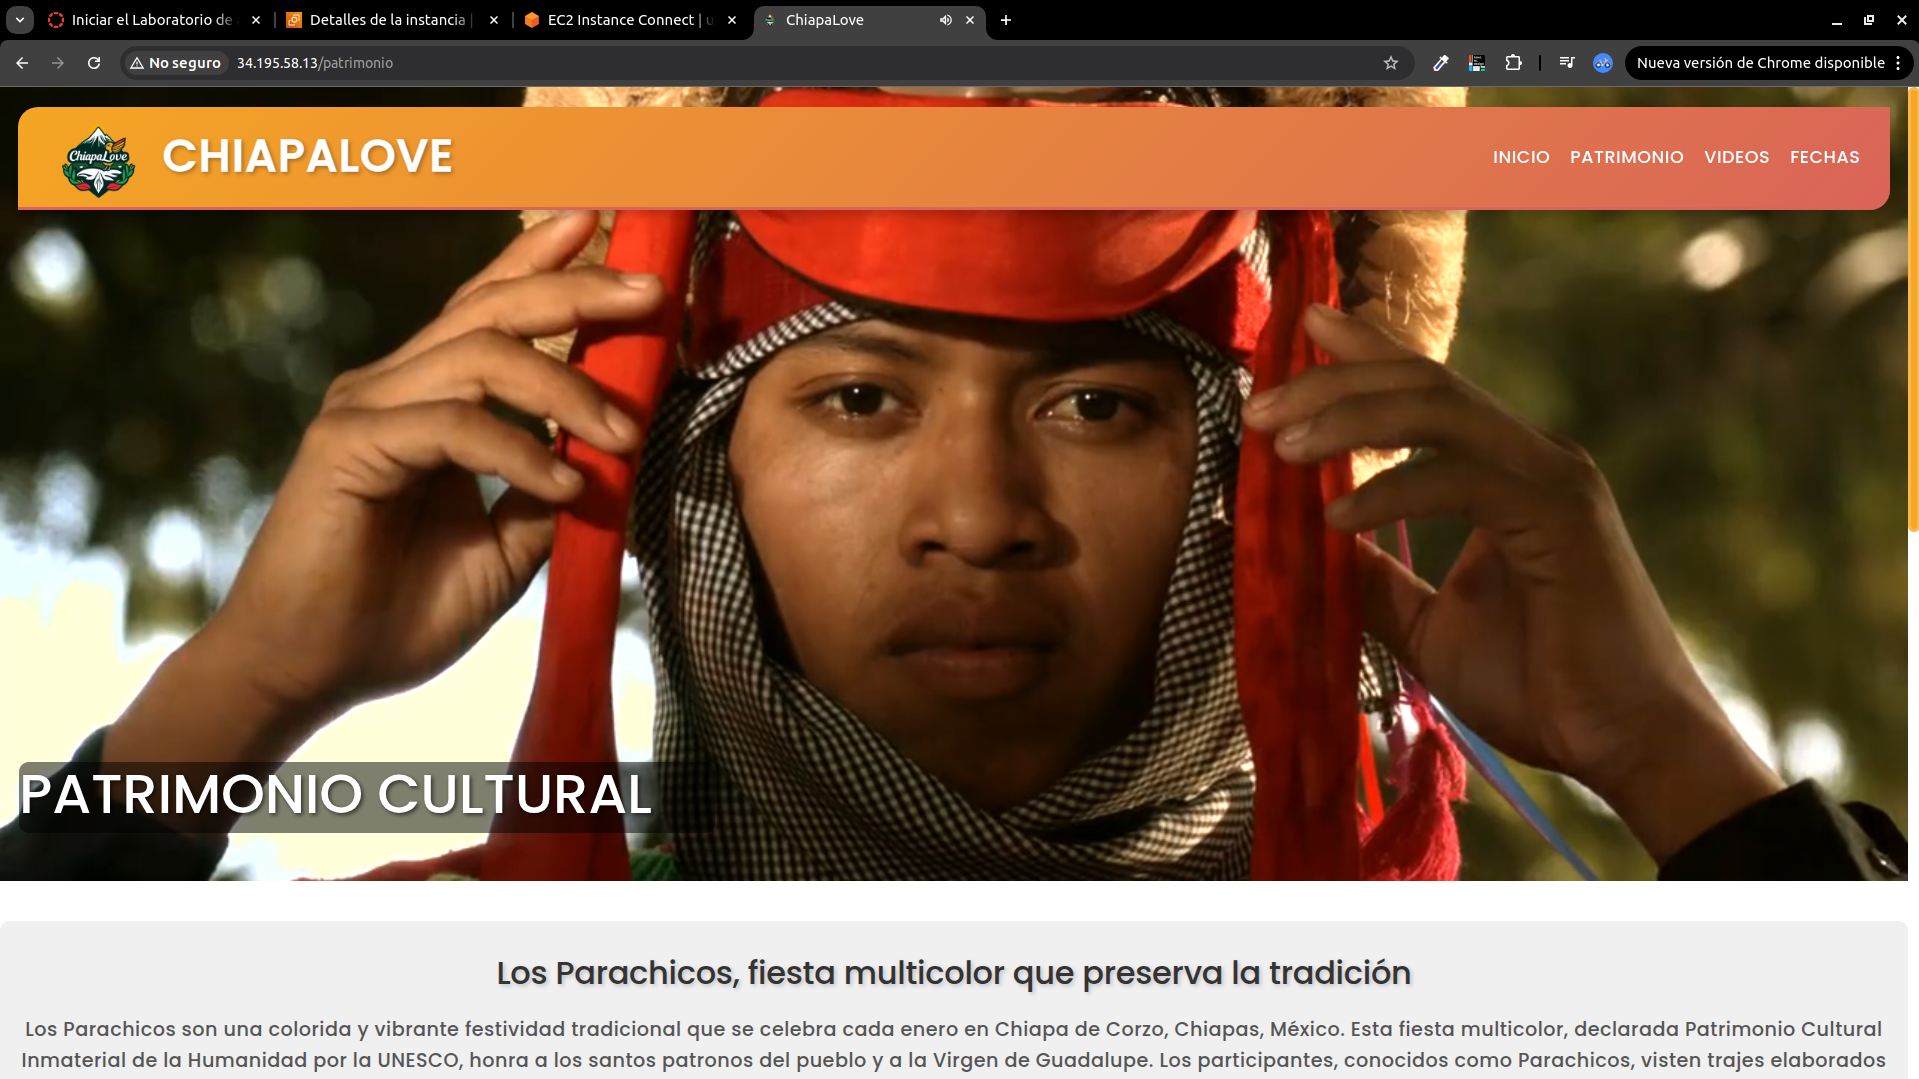 Iniciar el Laboratorio de
Detalles de la instancia
EC2 Instance Connect | u
ChiapaLove
No seguro
34.195.58.13/patrimonio
Nueva versión de Chrome disponible
ChiapaLove
CHIAPALOVE
INICIO
PATRIMONIO
VIDEOS
FECHAS
PATRIMONIO CULTURAL
Los Parachicos, fiesta multicolor que preserva la tradición
Los Parachicos son una colorida y vibrante festividad tradicional que se celebra cada enero en Chiapa de Corzo, Chiapas, México. Esta fiesta multicolor, declarada Patrimonio Cultural
Inmaterial de la Humanidad por la UNESCO, honra a los santos patronos del pueblo y a la Virgen de Guadalupe. Los participantes, conocidos como Parachicos, visten trajes elaborados